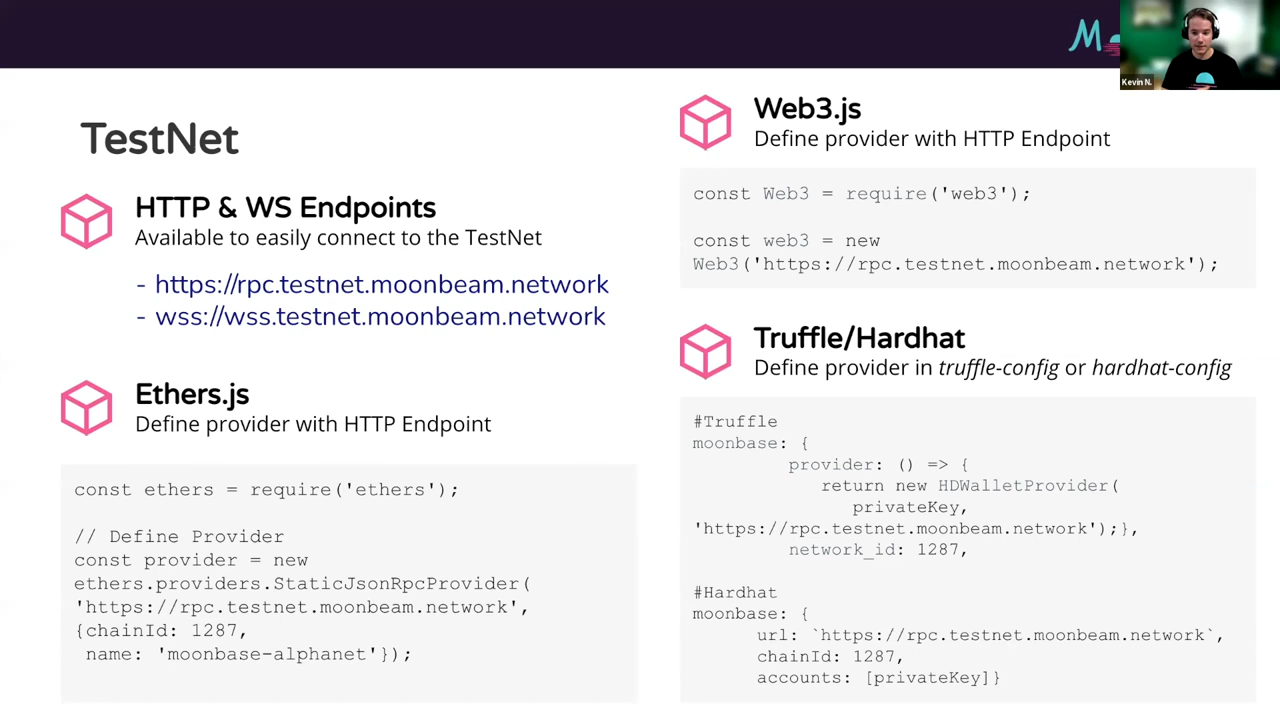 TestNet
HTTP & WS Endpoints
Available to easily connect to the TestNet
- https://rpc.testnet.moonbeam.network
- wss://wss.testnet.moonbeam.network
Ethers.js
Define provider with HTTP Endpoint
const ethers = require('ethers');
// Define Provider
const provider = new
ethers.providers.StaticJsonRpcProvider(
'https://rpc.testnet.moonbeam.network',
{chainId: 1287,
name: 'moonbase-alphanet'});
M
Kevin N.
Web3.js
Define provider with HTTP Endpoint
const Web3 = require('web3');
const web3 = new
Web3('https://rpc.testnet.moonbeam.network');
Truffle/Hardhat
Define provider in truffle-config or hardhat-config
#Truffle
moonbase: {
provider: () => {
return new HDWalletProvider(
privateKey,
'https://rpc.testnet.moonbeam.network');},
network_id: 1287,
#Hardhat
moonbase: {
url: `https://rpc.testnet.moonbeam.network`,
chainId: 1287,
accounts: [privateKey]}